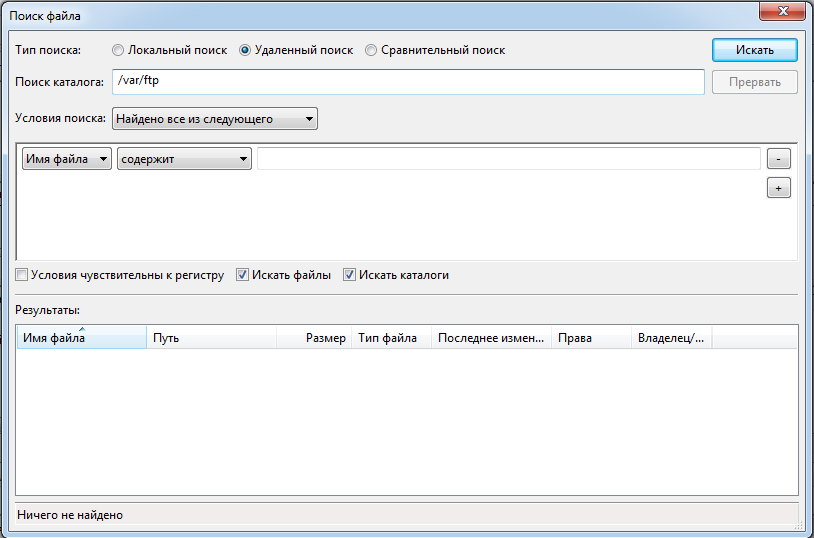 Поиск файла
Тип поиска: Локальный поиск Удаленный поиск Сравнительный поиск Искать
Поиск каталога: /var/ftp Прервать
Условия поиска: Найдено все из следующего
Имя файла содержит -
+
Условия чувствительны к регистру Искать файлы Искать каталоги
Результаты:
Имя файла Путь Размер Тип файла Последнее измен... Права Владелец/...
Ничего не найдено